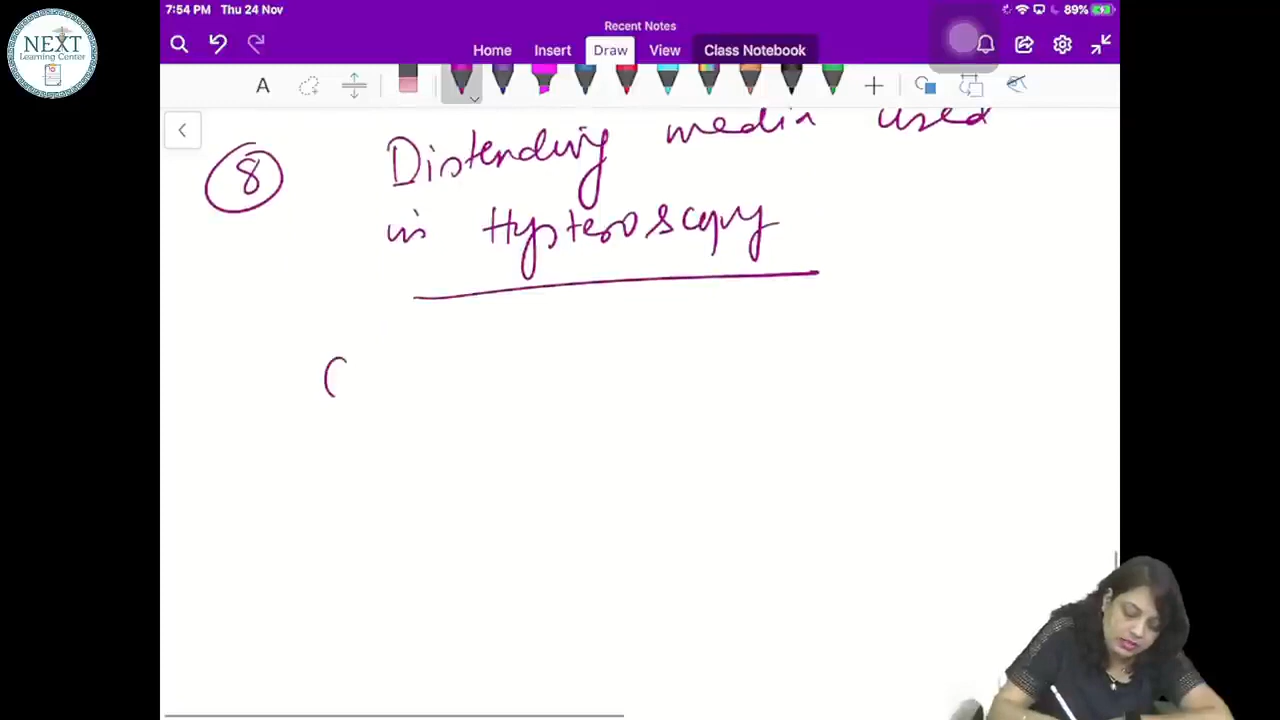 7:54 PM Thu 24 Nov
89%
NEXT
Learning Center
Recent Notes
Home Insert Draw View Class Notebook
A
8 Distending media used
in Hysteroscopy
(